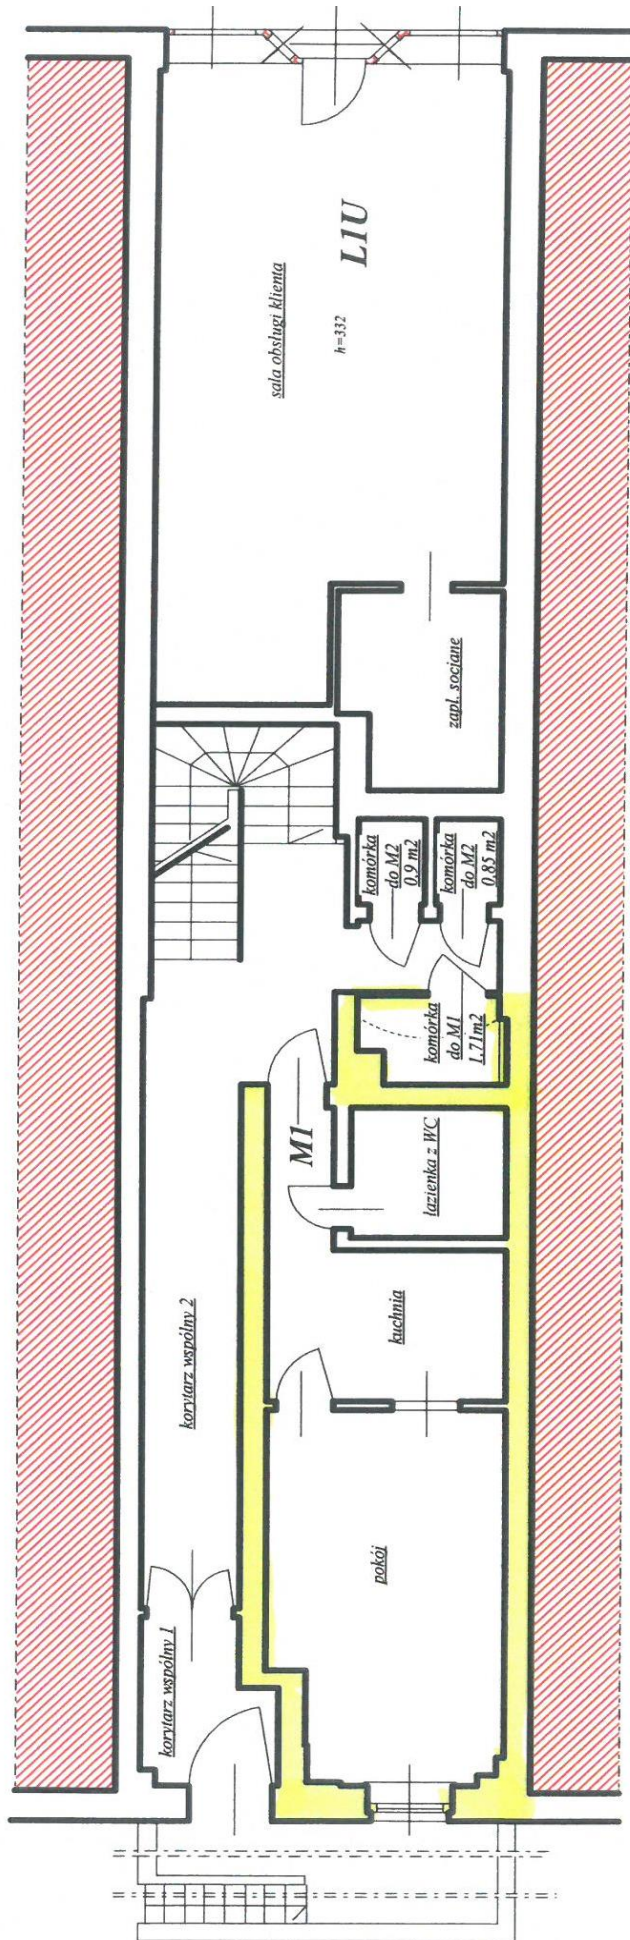 sala obsługi klienta
L1U
h=332
zapl. socjane
komórka
do M2
0.9 m2
komórka
do M2
0.85 m2
komórka
do M1
1.71m2
M1
łazienka z WC
kuchnia
korytarz wspólny 2
pokój
korytarz wspólny 1